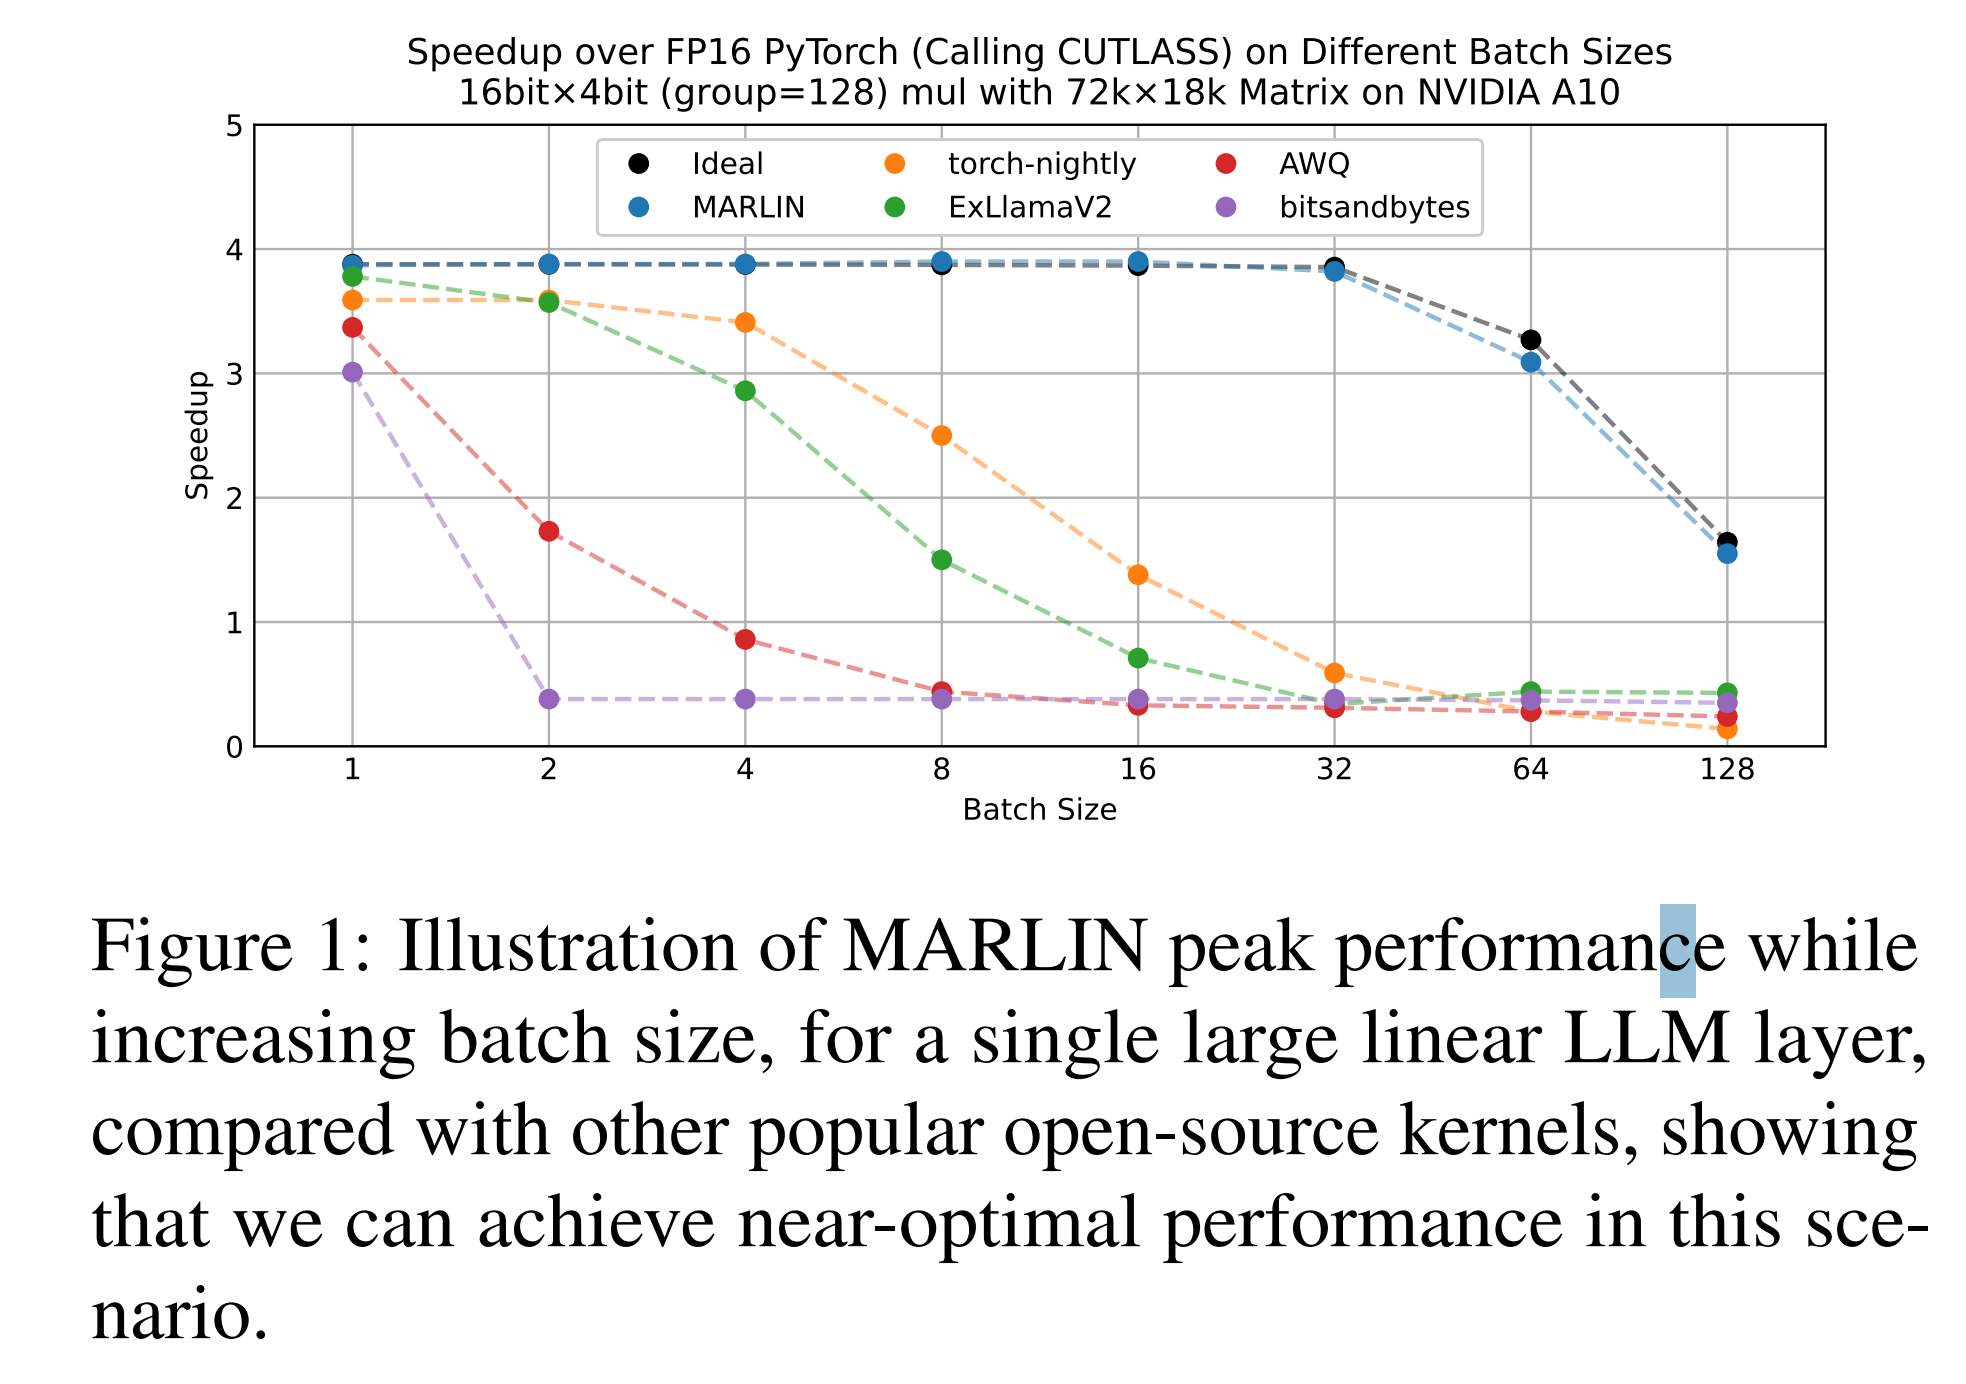 Speedup over FP16 PyTorch (Calling CUTLASS) on Different Batch Sizes
16bit×4bit (group=128) mul with 72k×18k Matrix on NVIDIA A10
Ideal
MARLIN
torch-nightly
ExLlamaV2
AWQ
bitsandbytes
Speedup
5
4
3
2
1
0
1 2 4 8 16 32 64 128
Batch Size
Figure 1: Illustration of MARLIN peak performance while
increasing batch size, for a single large linear LLM layer,
compared with other popular open-source kernels, showing
that we can achieve near-optimal performance in this sce-
nario.